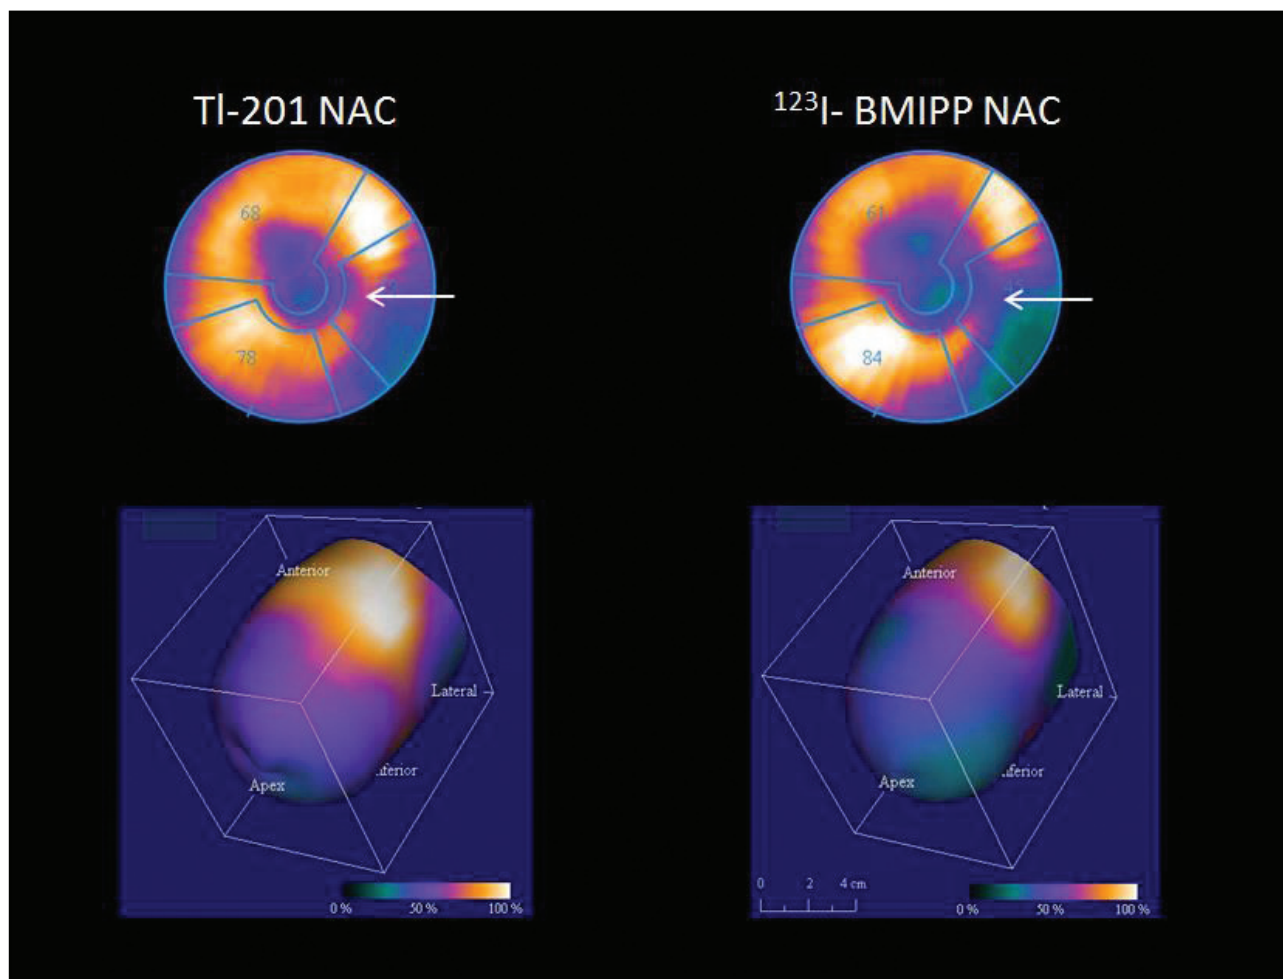 Tl-201 NAC
¹²³I- BMIPP NAC
68
61
45
78
84
Anterior
Lateral
Apex
0 %
50 %
100 %
Anterior
Lateral
Apex
0
2
4 cm
0 %
50 %
100 %